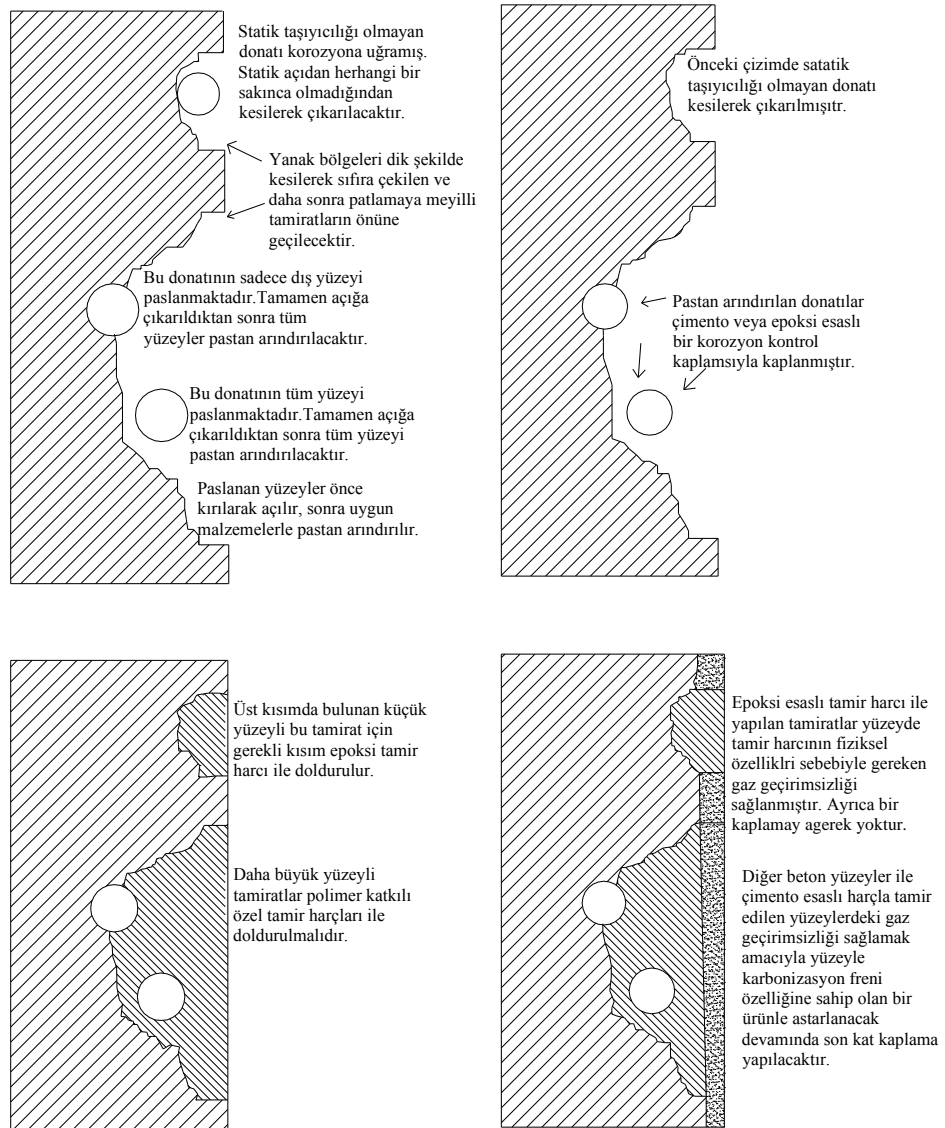 Statik taşıyıcılığı olmayan
donatı korozyona uğramış.
Statik açıdan herhangi bir
sakınca olmadığından
kesilerek çıkarılacaktır.
Yanak bölgeleri dik şekilde
kesilerek sıfıra çekilen ve
daha sonra patlamaya meyilli
tamiratların önüne
geçilecektir.
Bu donatının sadece dış yüzeyi
paslanmaktadır.Tamamen açığa
çıkarıldıktan sonra tüm
yüzeyler pastan arındırılacaktır.
Bu donatının tüm yüzeyi
paslanmaktadır.Tamamen açığa
çıkarıldıktan sonra tüm yüzeyi
pastan arındırılacaktır.
Paslanan yüzeyler önce
kırılarak açılır, sonra uygun
malzemelerle pastan arındırılır.
Önceki çizimde satatik
taşıyıcılığı olmayan donatı
kesilerek çıkarılmışıtr.
Pastan arındırılan donatılar
çimento veya epoksi esaslı
bir korozyon kontrol
kaplamsıyla kaplanmıştır.
Üst kısımda bulunan küçük
yüzeyli bu tamirat için
gerekli kısım epoksi tamir
harcı ile doldurulur.
Daha büyük yüzeyli
tamiratlar polimer katkılı
özel tamir harçları ile
doldurulmalıdır.
Epoksi esaslı tamir harcı ile
yapılan tamiratlar yüzeyde
tamir harcının fiziksel
özelliklri sebebiyle gereken
gaz geçirimsizliği
sağlanmıştır. Ayrıca bir
kaplamay agerek yoktur.
Diğer beton yüzeyler ile
çimento esaslı harçla tamir
edilen yüzeylerdeki gaz
geçirimsizliği sağlamak
amacıyla yüzeyle
karbonizasyon freni
özelliğine sahip olan bir
ürünle astarlanacak
devamında son kat kaplama
yapılacaktır.